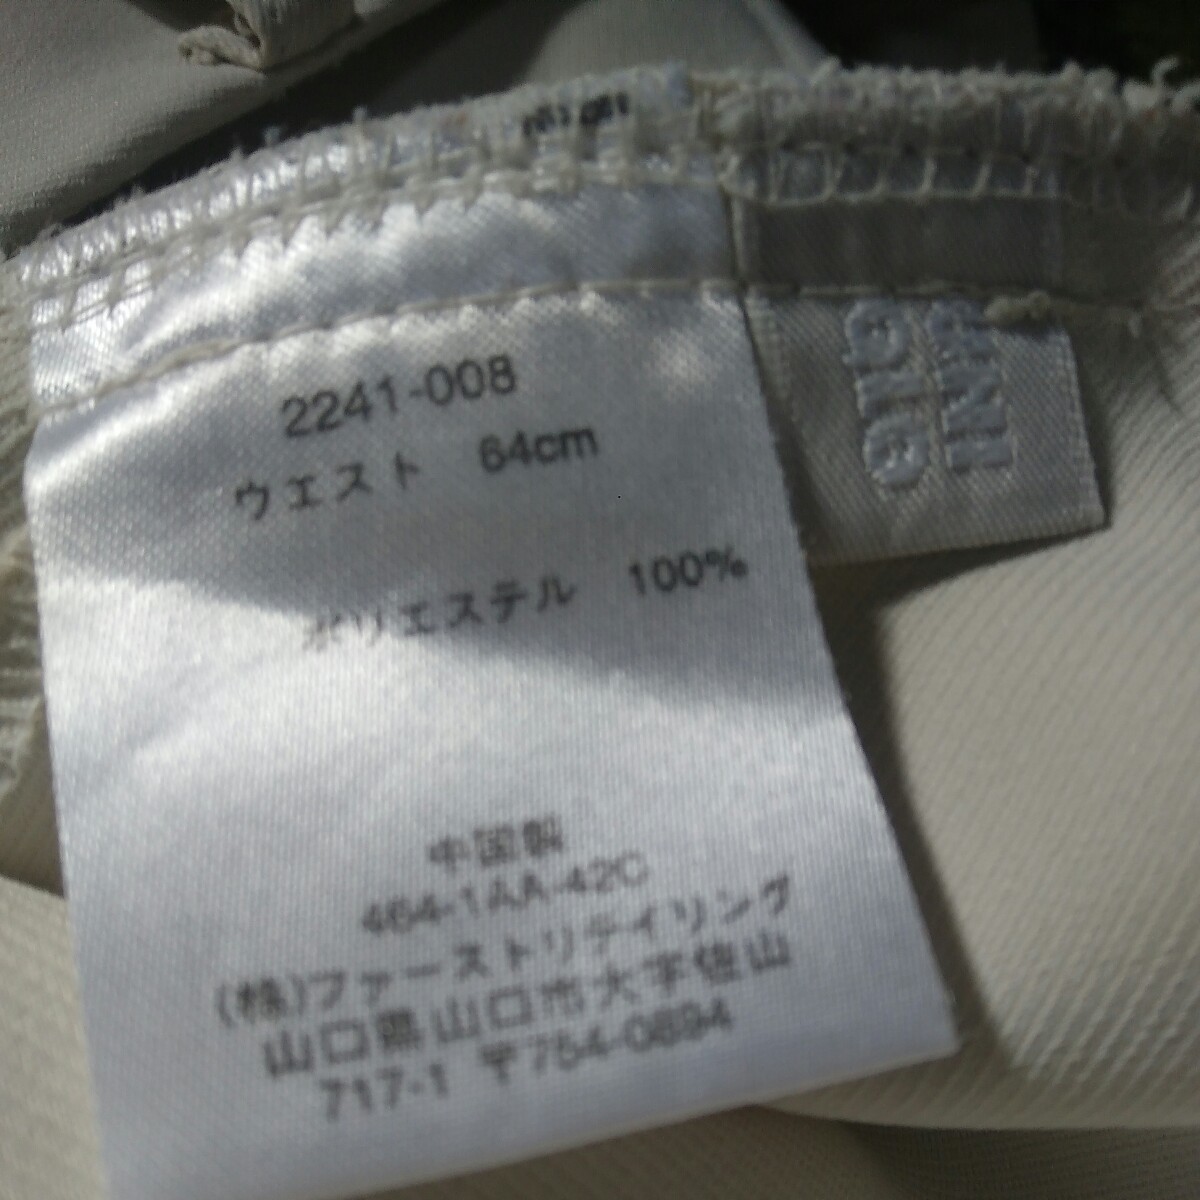 2241-008
ウエスト 64cm
ポリエステル 100%
中国製
464-1AA-42C
(株)ファーストリテイリング
山口県山口市大字佐山
717-1 〒754-0894
UNI
QLO